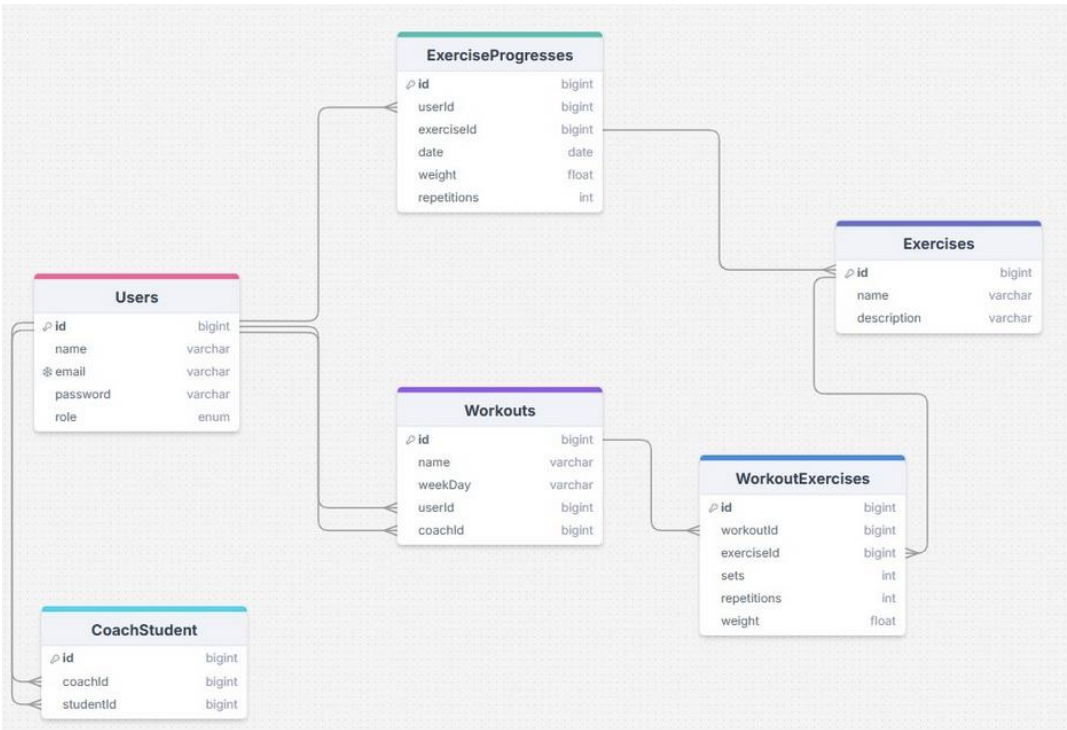 ExerciseProgresses
id bigint
userId bigint
exerciseId bigint
date date
weight float
repetitions int
Exercises
id bigint
name varchar
description varchar
Users
id bigint
name varchar
email varchar
password varchar
role enum
Workouts
id bigint
name varchar
weekDay varchar
userId bigint
coachId bigint
WorkoutExercises
id bigint
workoutId bigint
exerciseId bigint
sets int
repetitions int
weight float
CoachStudent
id bigint
coachId bigint
studentId bigint